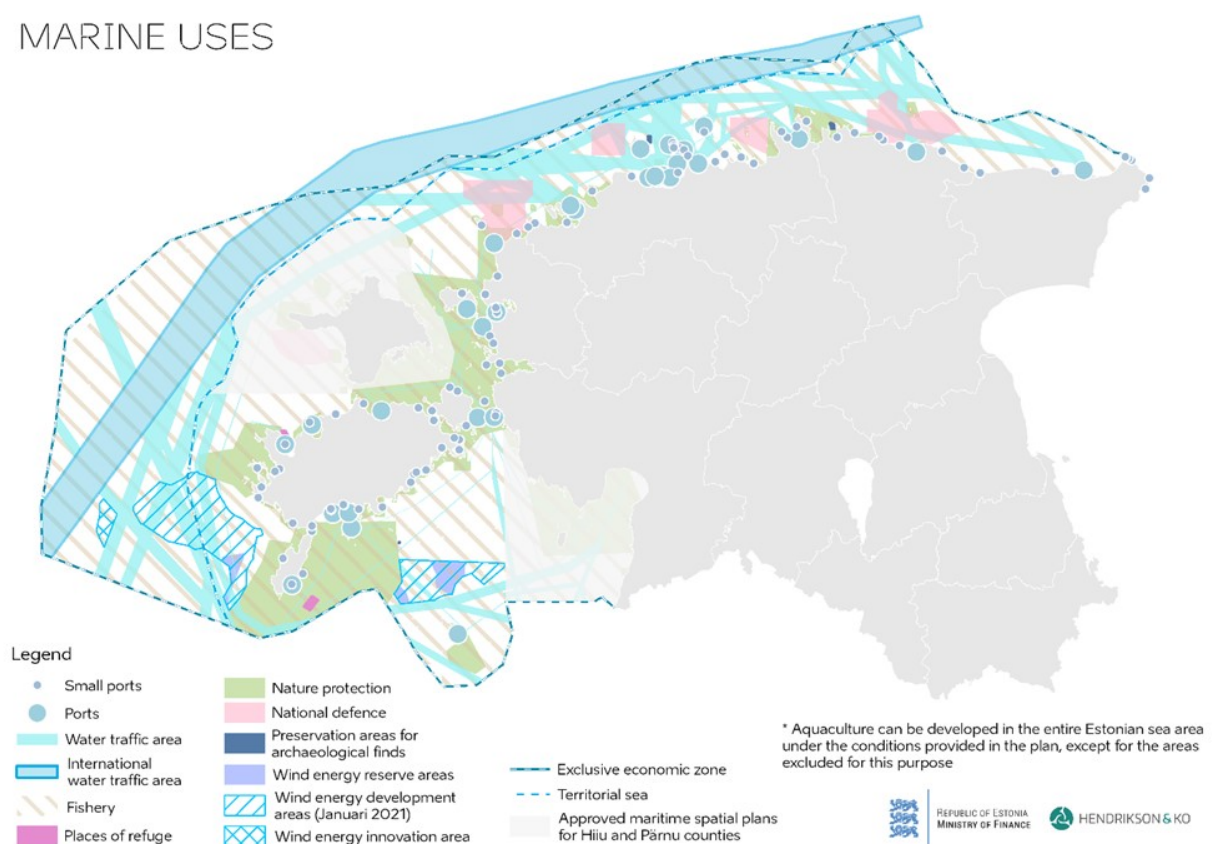 MARINE USES
Legend
Small ports
Ports
Water traffic area
International
water traffic area
Fishery
Places of refuge
Nature protection
National defence
Preservation areas for
archaeological finds
Wind energy reserve areas
Wind energy development
areas (Januari 2021)
Wind energy innovation area
Exclusive economic zone
Territorial sea
Approved maritime spatial plans
for Hiiu and Pärnu counties
* Aquaculture can be developed in the entire Estonian sea area
under the conditions provided in the plan, except for the areas
excluded for this purpose
REPUBLIC OF ESTONIA
MINISTRY OF FINANCE
HENDRIKSON & KO